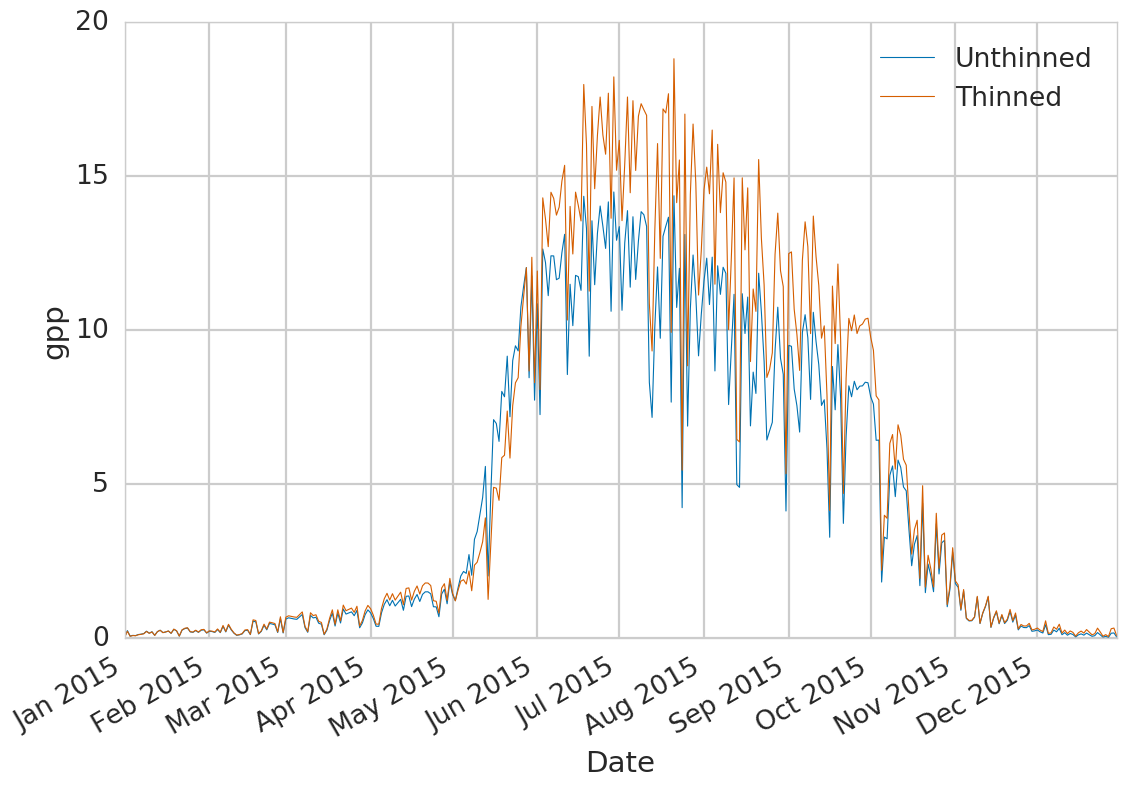 20
15
10
5
0
gpp
Unthinned
Thinned
Jan 2015
Feb 2015
Mar 2015
Apr 2015
May 2015
Jun 2015
Jul 2015
Aug 2015
Sep 2015
Oct 2015
Nov 2015
Dec 2015
Date